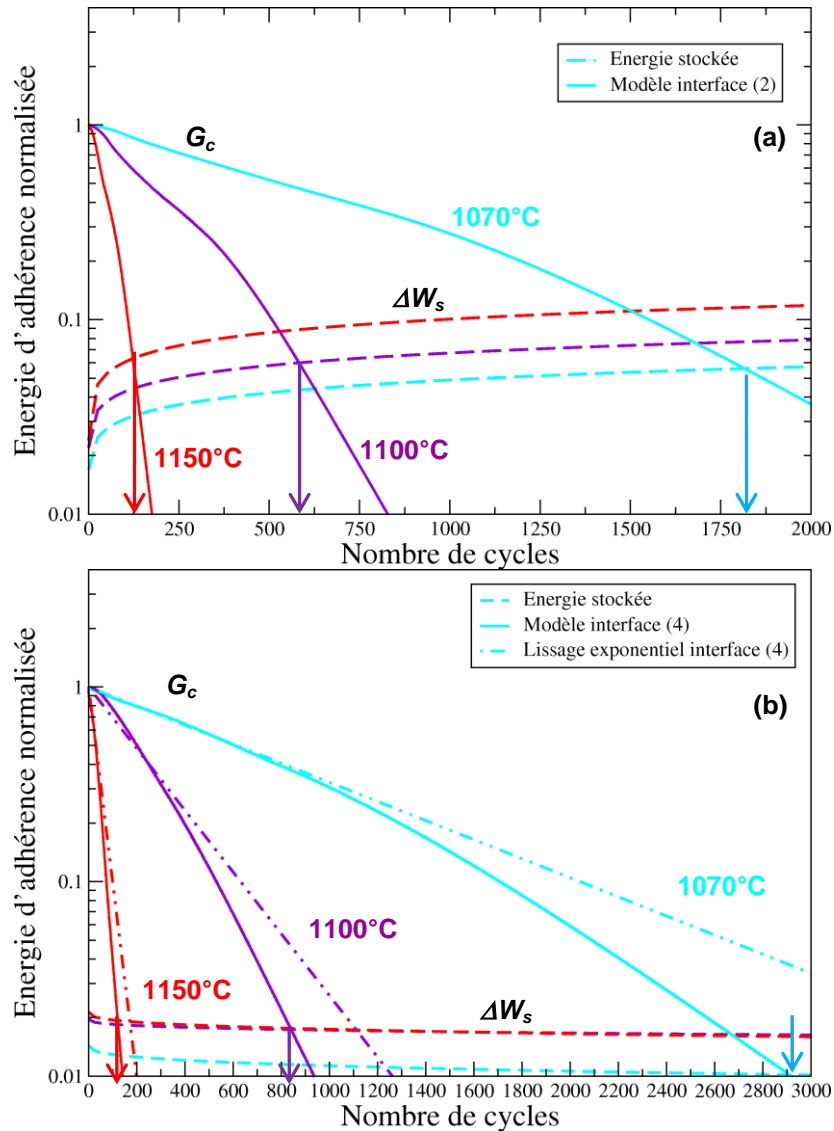 Energie stockée
Modèle interface (2)
(a)
1
G_c
1070°C
ΔW_s
0.1
1150°C
1100°C
0.01
0 250 500 750 1000 1250 1500 1750 2000
Nombre de cycles
Energie d'adhérence normalisée
Energie stockée
Modèle interface (4)
Lissage exponentiel interface (4)
(b)
1
G_c
0.1
1070°C
1100°C
1150°C
ΔW_s
0.01
0 200 400 600 800 1000 1200 1400 1600 1800 2000 2200 2400 2600 2800 3000
Nombre de cycles
Energie d'adhérence normalisée